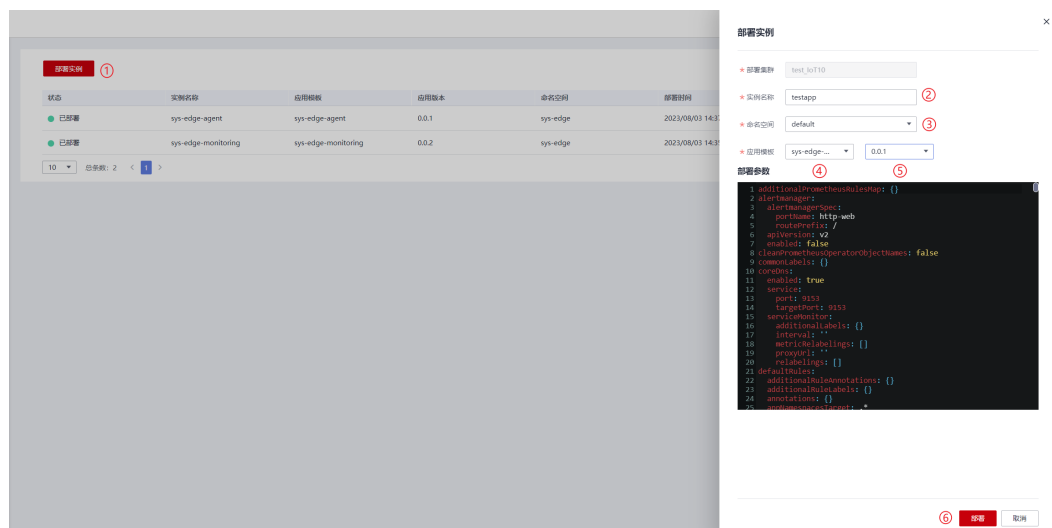 部署实例
①
状态 实例名称 应用模板 应用版本 命名空间 部署时间
已部署 sys-edge-agent sys-edge-agent 0.0.1 sys-edge 2023/08/03 14:37
已部署 sys-edge-monitoring sys-edge-monitoring 0.0.2 sys-edge 2023/08/03 14:35
10 总条数: 2 < 1 >
×
部署实例
* 部署集群 test_IoT10
* 实例名称 testapp ②
* 命名空间 default ③
* 应用模板 sys-edge-... 0.0.1
④ ⑤
部署参数
1 additionalPrometheusRulesMap: {}
2 alertmanager:
3 alertmanagerSpec:
4 portName: http-web
5 routePrefix: /
6 apiVersion: v2
7 enabled: false
8 cleanPrometheusOperatorObjectNames: false
9 commonLabels: {}
10 coreDns:
11 enabled: true
12 service:
13 port: 9153
14 targetPort: 9153
15 serviceMonitor:
16 additionalLabels: {}
17 interval: ''
18 metricRelabelings: []
19 proxyUrl: ''
20 relabelings: []
21 defaultRules:
22 additionalRuleAnnotations: {}
23 additionalRuleLabels: {}
24 annotations: {}
25 appNamespacesTarget: .*
⑥ 部署 取消